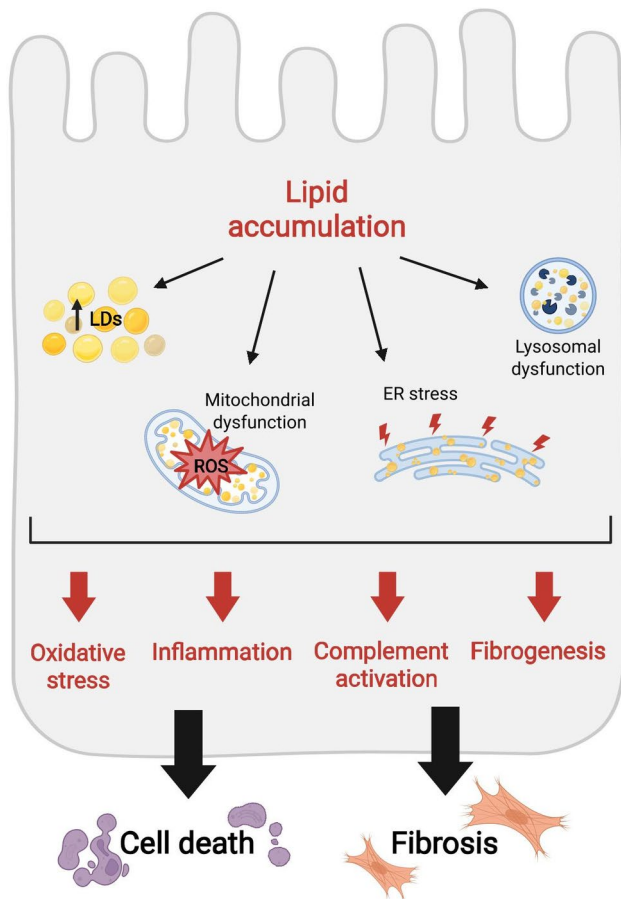 Lipid
accumulation
LDs
Lysosomal
dysfunction
Mitochondrial
dysfunction
ER stress
ROS
Oxidative
stress
Inflammation
Complement
activation
Fibrogenesis
Cell death
Fibrosis